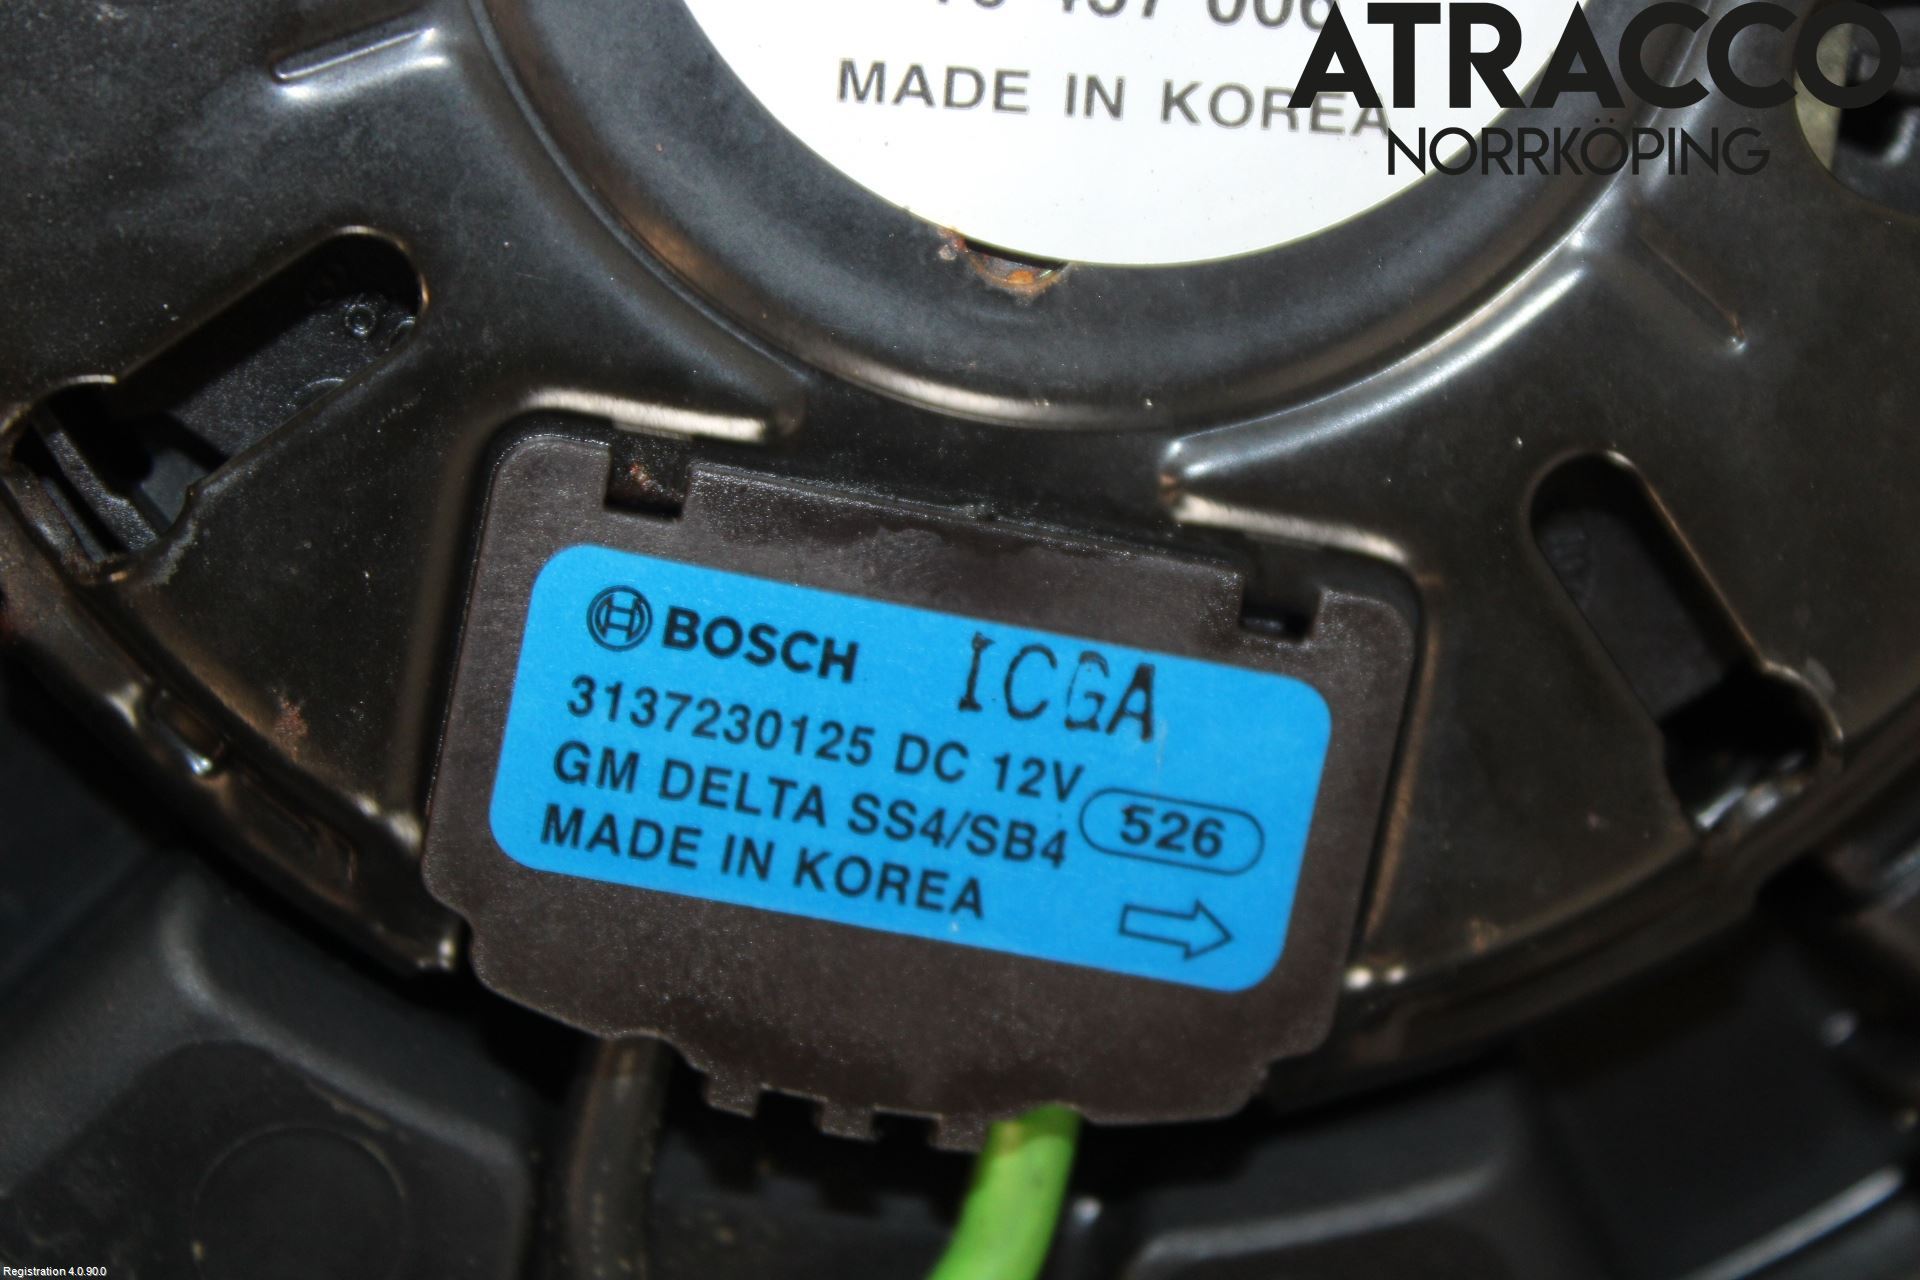 MADE IN KOREA
ATRACCO
NORRKÖPING
BOSCH ICGA
3137230125 DC 12V
GM DELTA SS4/SB4 526
MADE IN KOREA
Registration 4.0.90.0